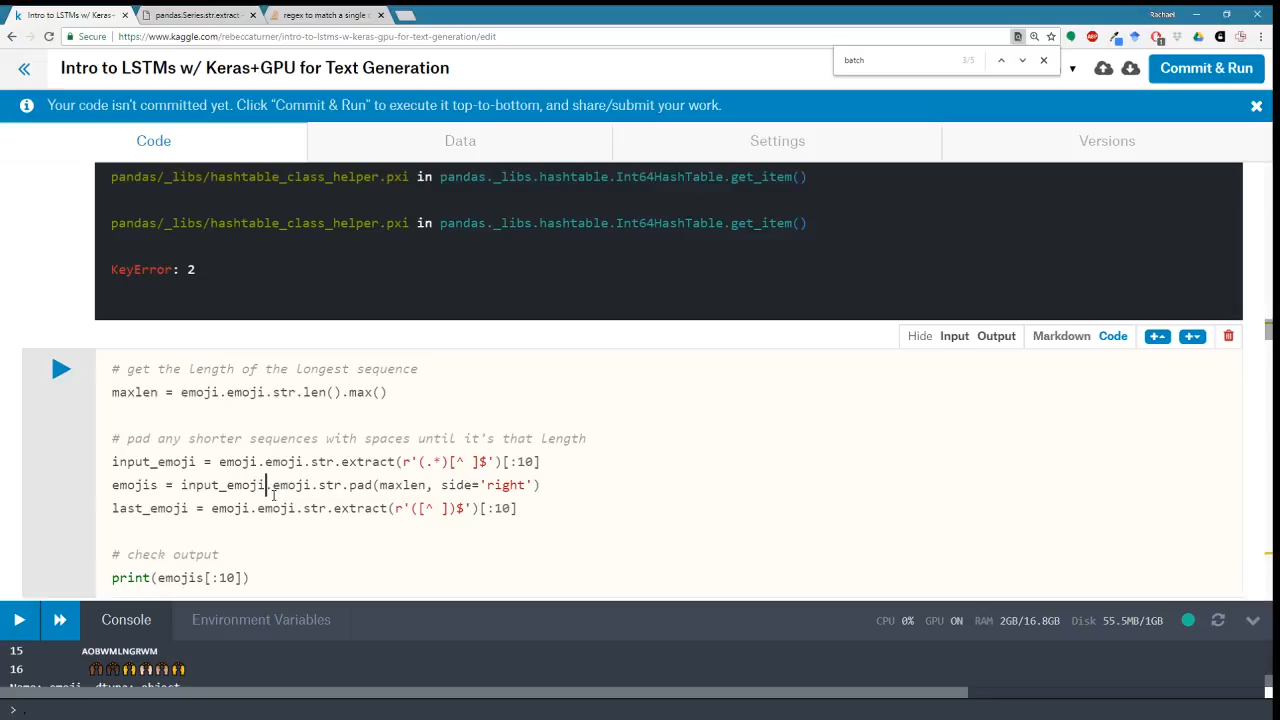 Intro to LSTMs w/ Keras+ × pandas.Series.str.extract × regex to match a single c × Rachael
Secure https://www.kaggle.com/rebeccaturner/intro-to-lstms-w-keras-gpu-for-text-generation/edit
batch 3/5
Intro to LSTMs w/ Keras+GPU for Text Generation Commit & Run
Your code isn't committed yet. Click "Commit & Run" to execute it top-to-bottom, and share/submit your work.
Code Data Settings Versions
pandas/_libs/hashtable_class_helper.pxi in pandas._libs.hashtable.Int64HashTable.get_item()
pandas/_libs/hashtable_class_helper.pxi in pandas._libs.hashtable.Int64HashTable.get_item()
KeyError: 2
Hide Input Output Markdown Code
# get the length of the longest sequence
maxlen = emoji.emoji.str.len().max()
# pad any shorter sequences with spaces until it's that length
input_emoji = emoji.emoji.str.extract(r'(.*)[^ ]$')[:10]
emojis = input_emoji.emoji.str.pad(maxlen, side='right')
last_emoji = emoji.emoji.str.extract(r'([^ ])$')[:10]
# check output
print(emojis[:10])
Console Environment Variables CPU 0% GPU ON RAM 2GB/16.8GB Disk 55.5MB/1GB
15 AOBWMLNGRWM
16
Name: emoji, dtype: object
> .